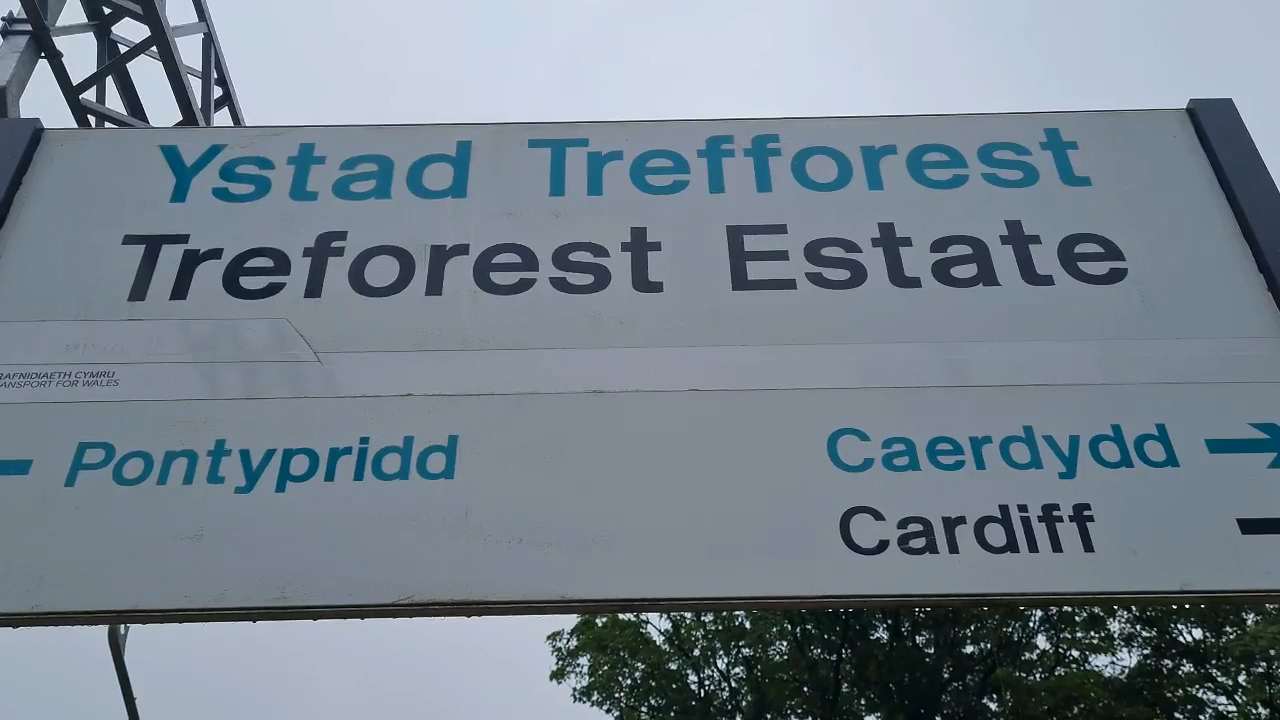 Ystad Trefforest
Treforest Estate
RAFNIDIAETH CYMRU
ANSPORT FOR WALES
Pontypridd
Caerdydd →
Cardiff